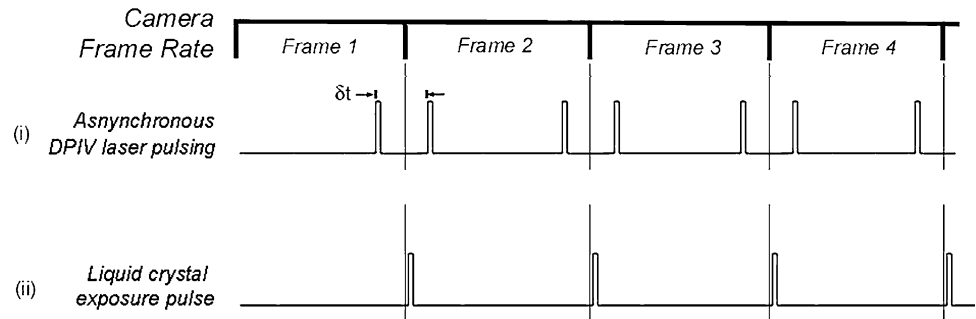 Camera
Frame Rate
Frame 1
Frame 2
Frame 3
Frame 4
δt
(i)
Asnynchronous
DPIV laser pulsing
(ii)
Liquid crystal
exposure pulse